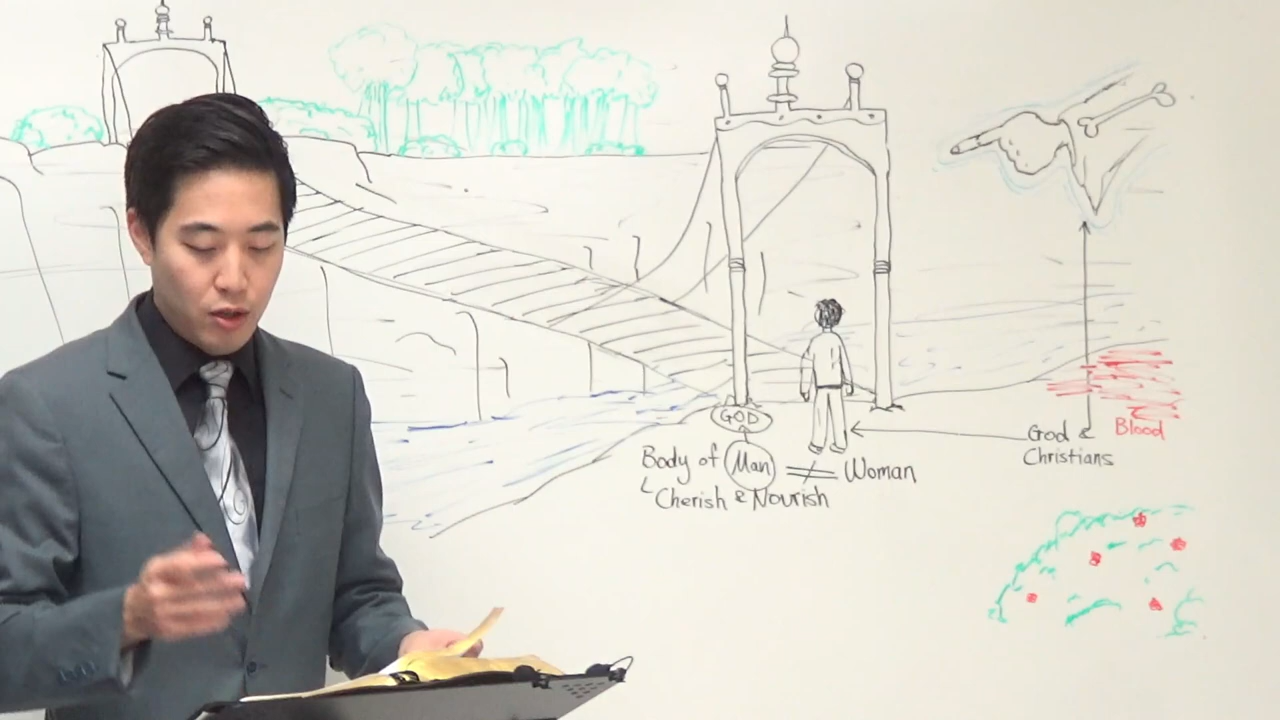 GOD
Body of Man ≠ Woman
Cherish & Nourish
God &
Christians
Blood